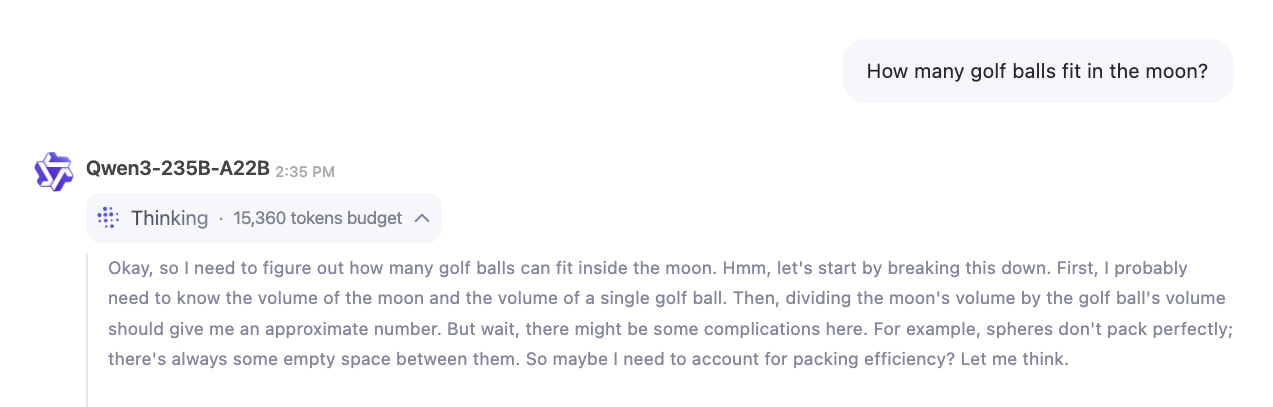 How many golf balls fit in the moon?
Qwen3-235B-A22B 2:35 PM
Thinking · 15,360 tokens budget
Okay, so I need to figure out how many golf balls can fit inside the moon. Hmm, let's start by breaking this down. First, I probably
need to know the volume of the moon and the volume of a single golf ball. Then, dividing the moon's volume by the golf ball's volume
should give me an approximate number. But wait, there might be some complications here. For example, spheres don't pack perfectly;
there's always some empty space between them. So maybe I need to account for packing efficiency? Let me think.